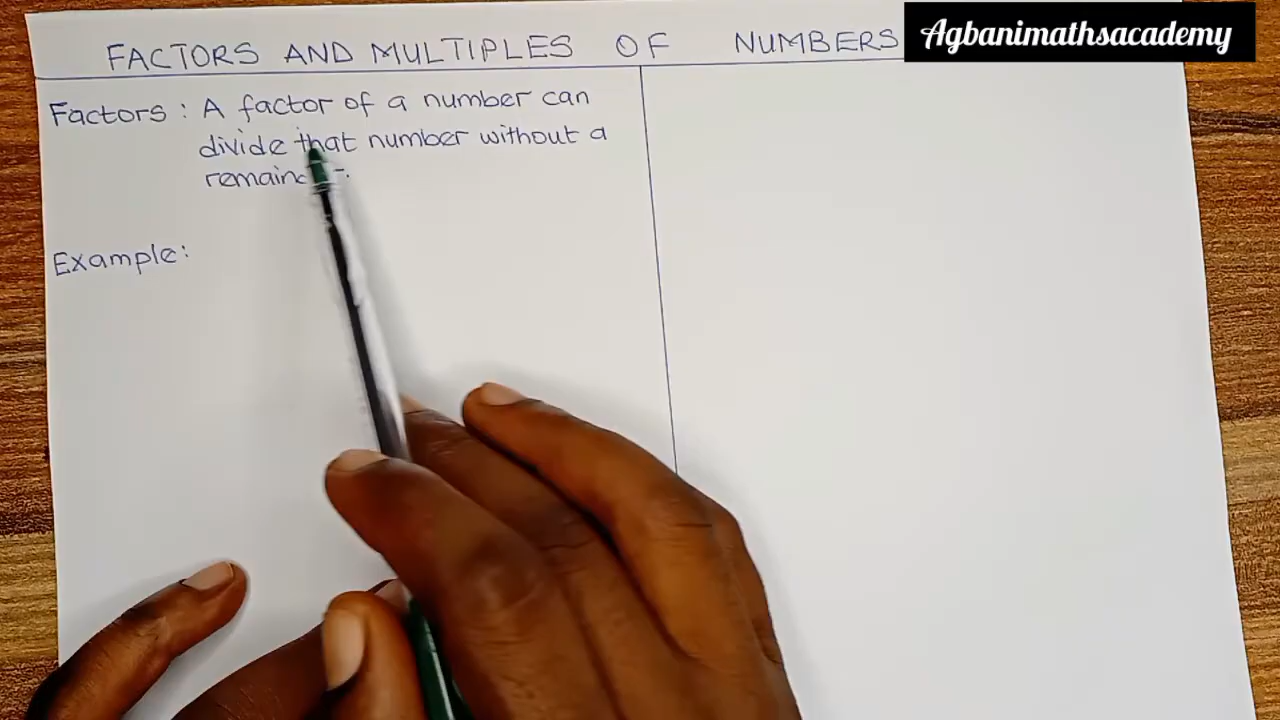 FACTORS AND MULTIPLES OF NUMBERS
Agbanimathsacademy
Factors: A factor of a number can
divide that number without a
Example: